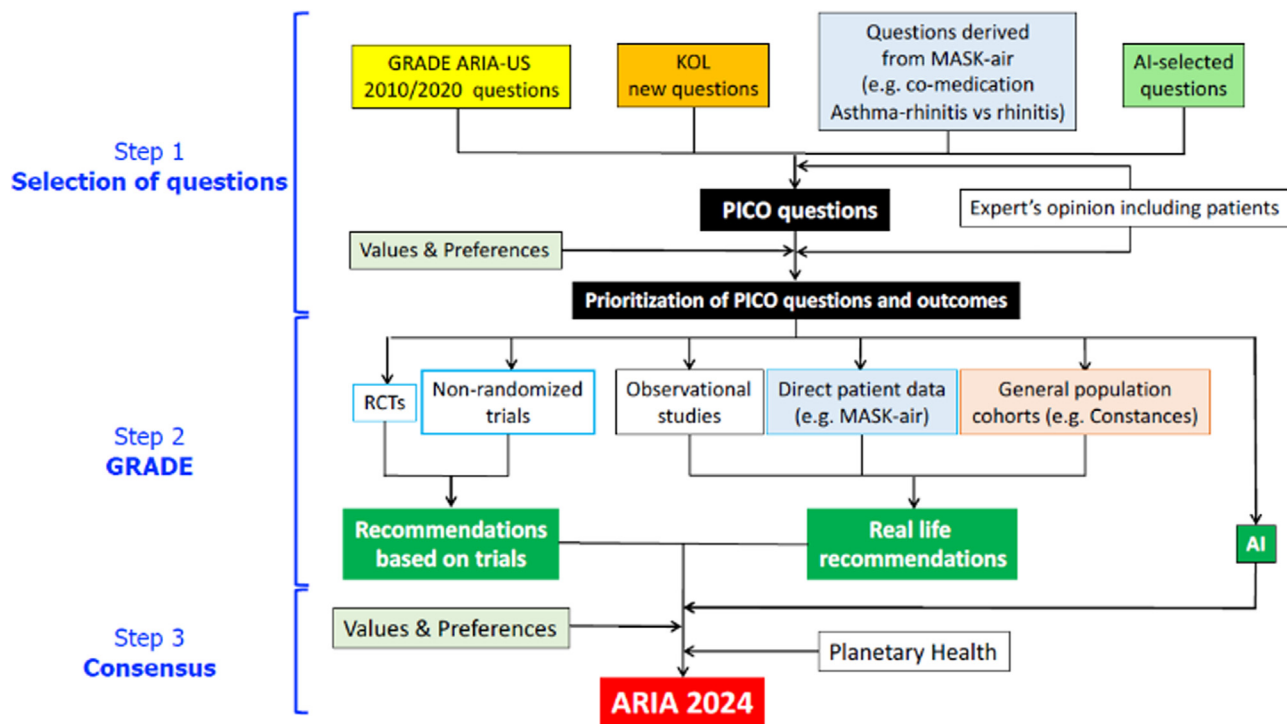 Step 1
Selection of questions
GRADE ARIA-US
2010/2020 questions
KOL
new questions
Questions derived
from MASK-air
(e.g. co-medication
Asthma-rhinitis vs rhinitis)
AI-selected
questions
PICO questions
Expert's opinion including patients
Values & Preferences
Prioritization of PICO questions and outcomes
Step 2
GRADE
RCTs
Non-randomized
trials
Observational
studies
Direct patient data
(e.g. MASK-air)
General population
cohorts (e.g. Constances)
Recommendations
based on trials
Real life
recommendations
AI
Step 3
Consensus
Values & Preferences
Planetary Health
ARIA 2024